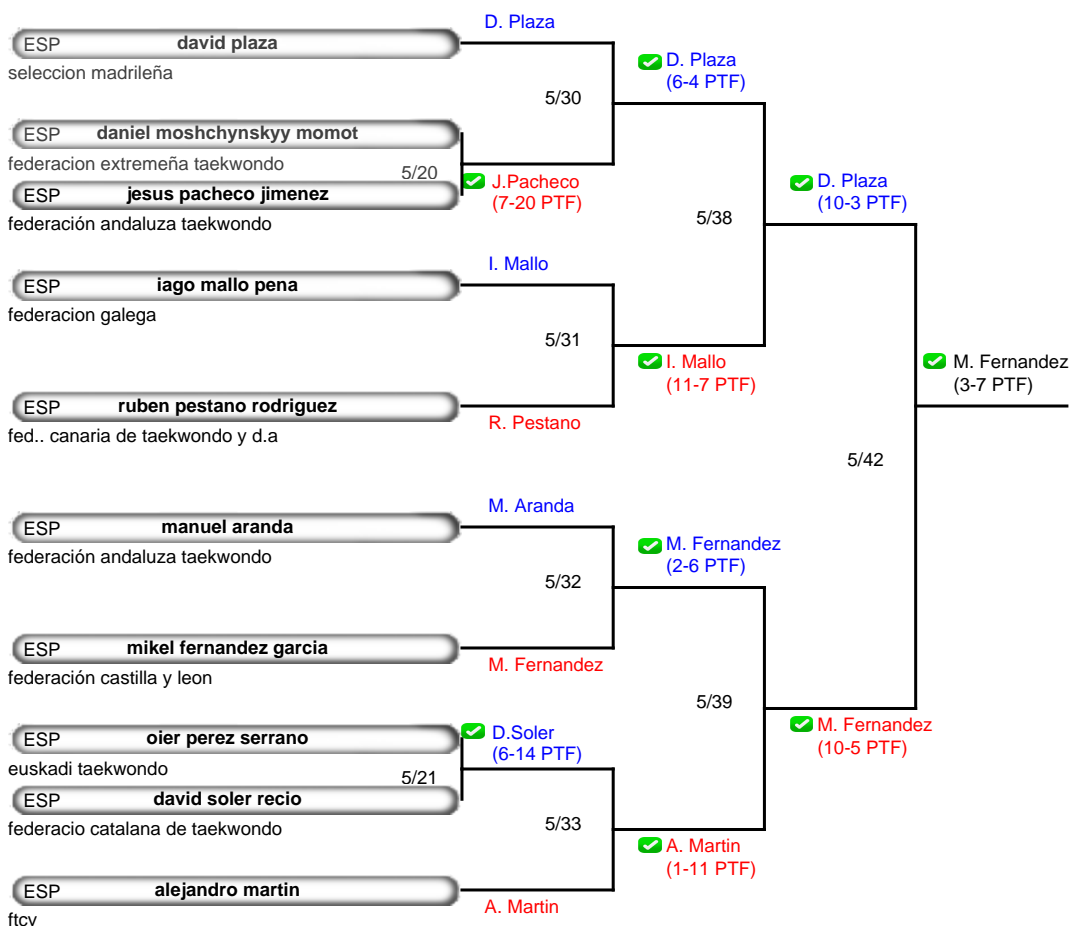 D. Plaza
ESP david plaza
seleccion madrileña
D. Plaza
(6-4 PTF)
5/30
ESP daniel moshchynskyy momot
federacion extremeña taekwondo
5/20
ESP jesus pacheco jimenez
federación andaluza taekwondo
J.Pacheco
(7-20 PTF)
D. Plaza
(10-3 PTF)
5/38
I. Mallo
ESP iago mallo pena
federacion galega
5/31
I. Mallo
(11-7 PTF)
M. Fernandez
(3-7 PTF)
ESP ruben pestano rodriguez
fed.. canaria de taekwondo y d.a
R. Pestano
5/42
M. Aranda
ESP manuel aranda
federación andaluza taekwondo
M. Fernandez
(2-6 PTF)
5/32
ESP mikel fernandez garcia
federación castilla y leon
M. Fernandez
5/39
M. Fernandez
(10-5 PTF)
ESP oier perez serrano
euskadi taekwondo
D.Soler
(6-14 PTF)
5/21
ESP david soler recio
federacio catalana de taekwondo
5/33
A. Martin
(1-11 PTF)
ESP alejandro martin
ftcv
A. Martin